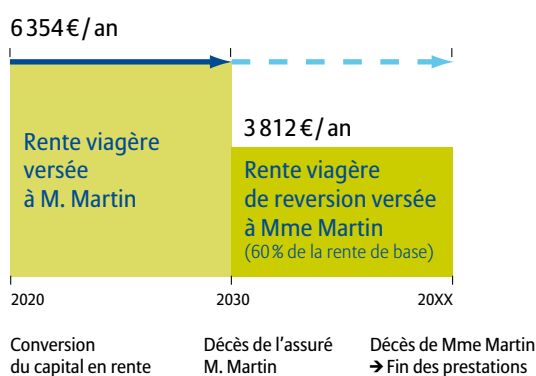 6 354 € / an
Rente viagère
versée
à M. Martin
3 812 € / an
Rente viagère
de reversion versée
à Mme Martin
(60 % de la rente de base)
2020
2030
20XX
Conversion
du capital en rente
Décès de l'assuré
M. Martin
Décès de Mme Martin
→ Fin des prestations